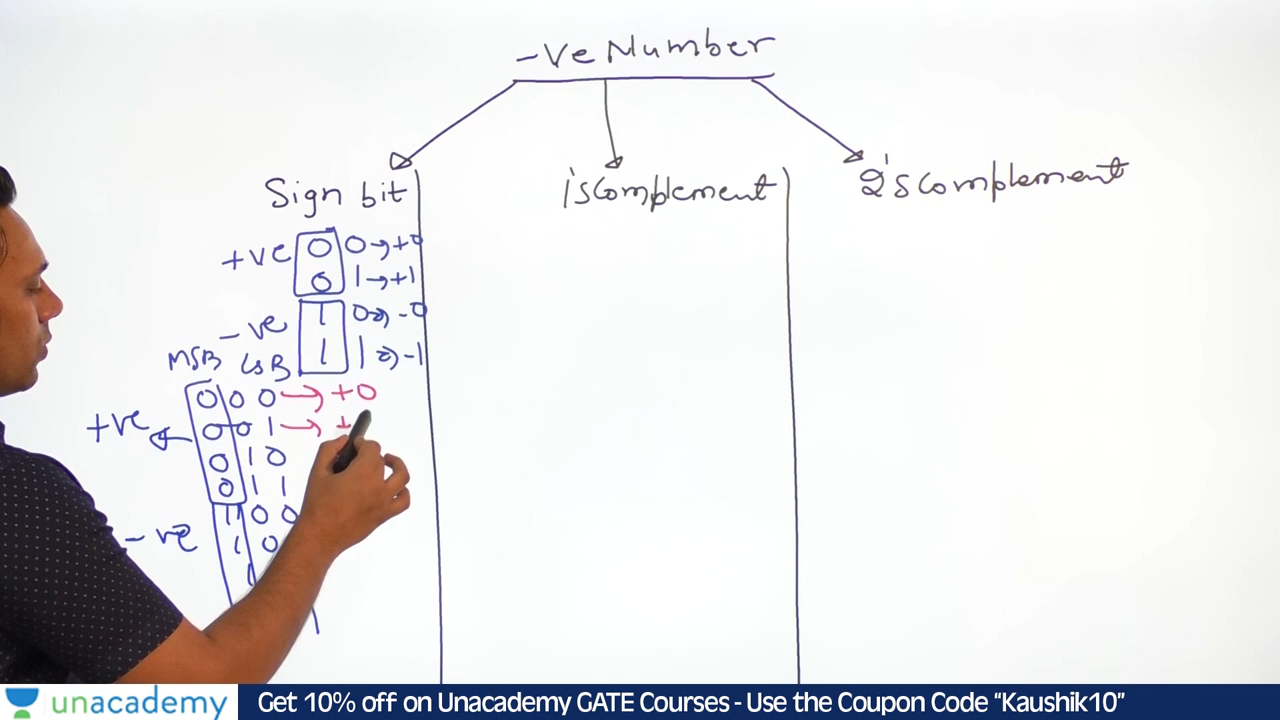 -Ve Number
Sign bit
1's complement
2's complement
+ve 0 0 → +0
0 1 → +1
-ve 1 0 → -0
1 1 → -1
MSB LSB
0 0 0 → +0
+ve 0 0 1 → +
0 1 0
0 1 1
1 0 0
-ve 1 0
unacademy
Get 10% off on Unacademy GATE Courses - Use the Coupon Code “Kaushik10”